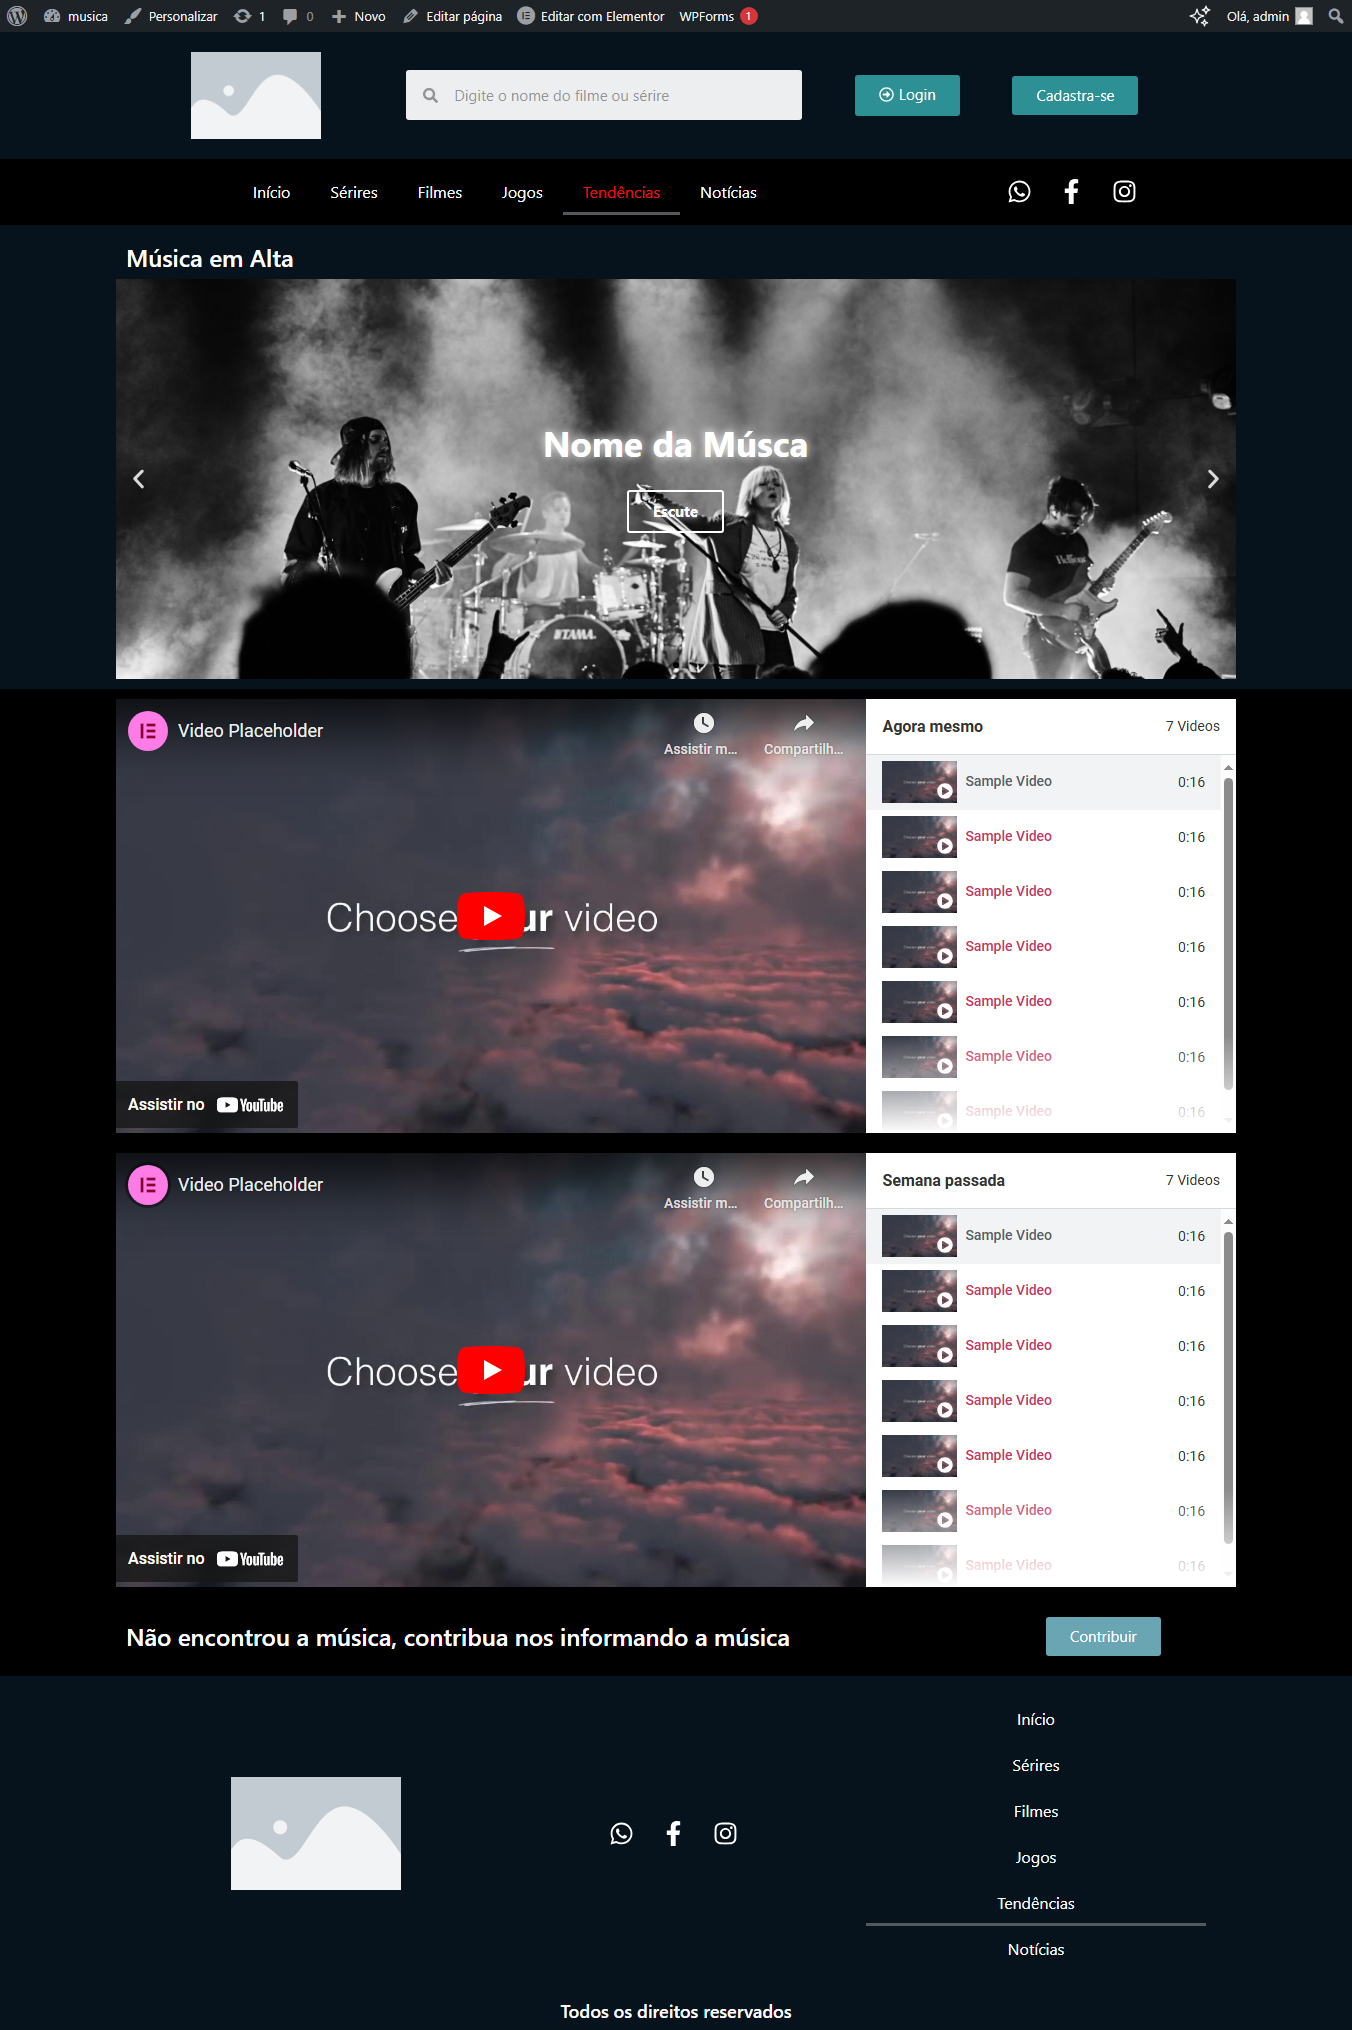 musica Personalizar 1 0 Novo Editar página Editar com Elementor WPForms 1 Olá, admin
Digite o nome do filme ou sérire
Login
Cadastra-se
Início Sérires Filmes Jogos Tendências Notícias
Música em Alta
Nome da Músca
Escute
TAMA
Video Placeholder
Assistir m...
Compartilh...
Choose your video
Assistir no YouTube
Agora mesmo 7 Videos
Sample Video 0:16
Sample Video 0:16
Sample Video 0:16
Sample Video 0:16
Sample Video 0:16
Sample Video 0:16
Sample Video 0:16
Video Placeholder
Assistir m...
Compartilh...
Choose your video
Assistir no YouTube
Semana passada 7 Videos
Sample Video 0:16
Sample Video 0:16
Sample Video 0:16
Sample Video 0:16
Sample Video 0:16
Sample Video 0:16
Sample Video 0:16
Não encontrou a música, contribua nos informando a música
Contribuir
Início
Sérires
Filmes
Jogos
Tendências
Notícias
Todos os direitos reservados